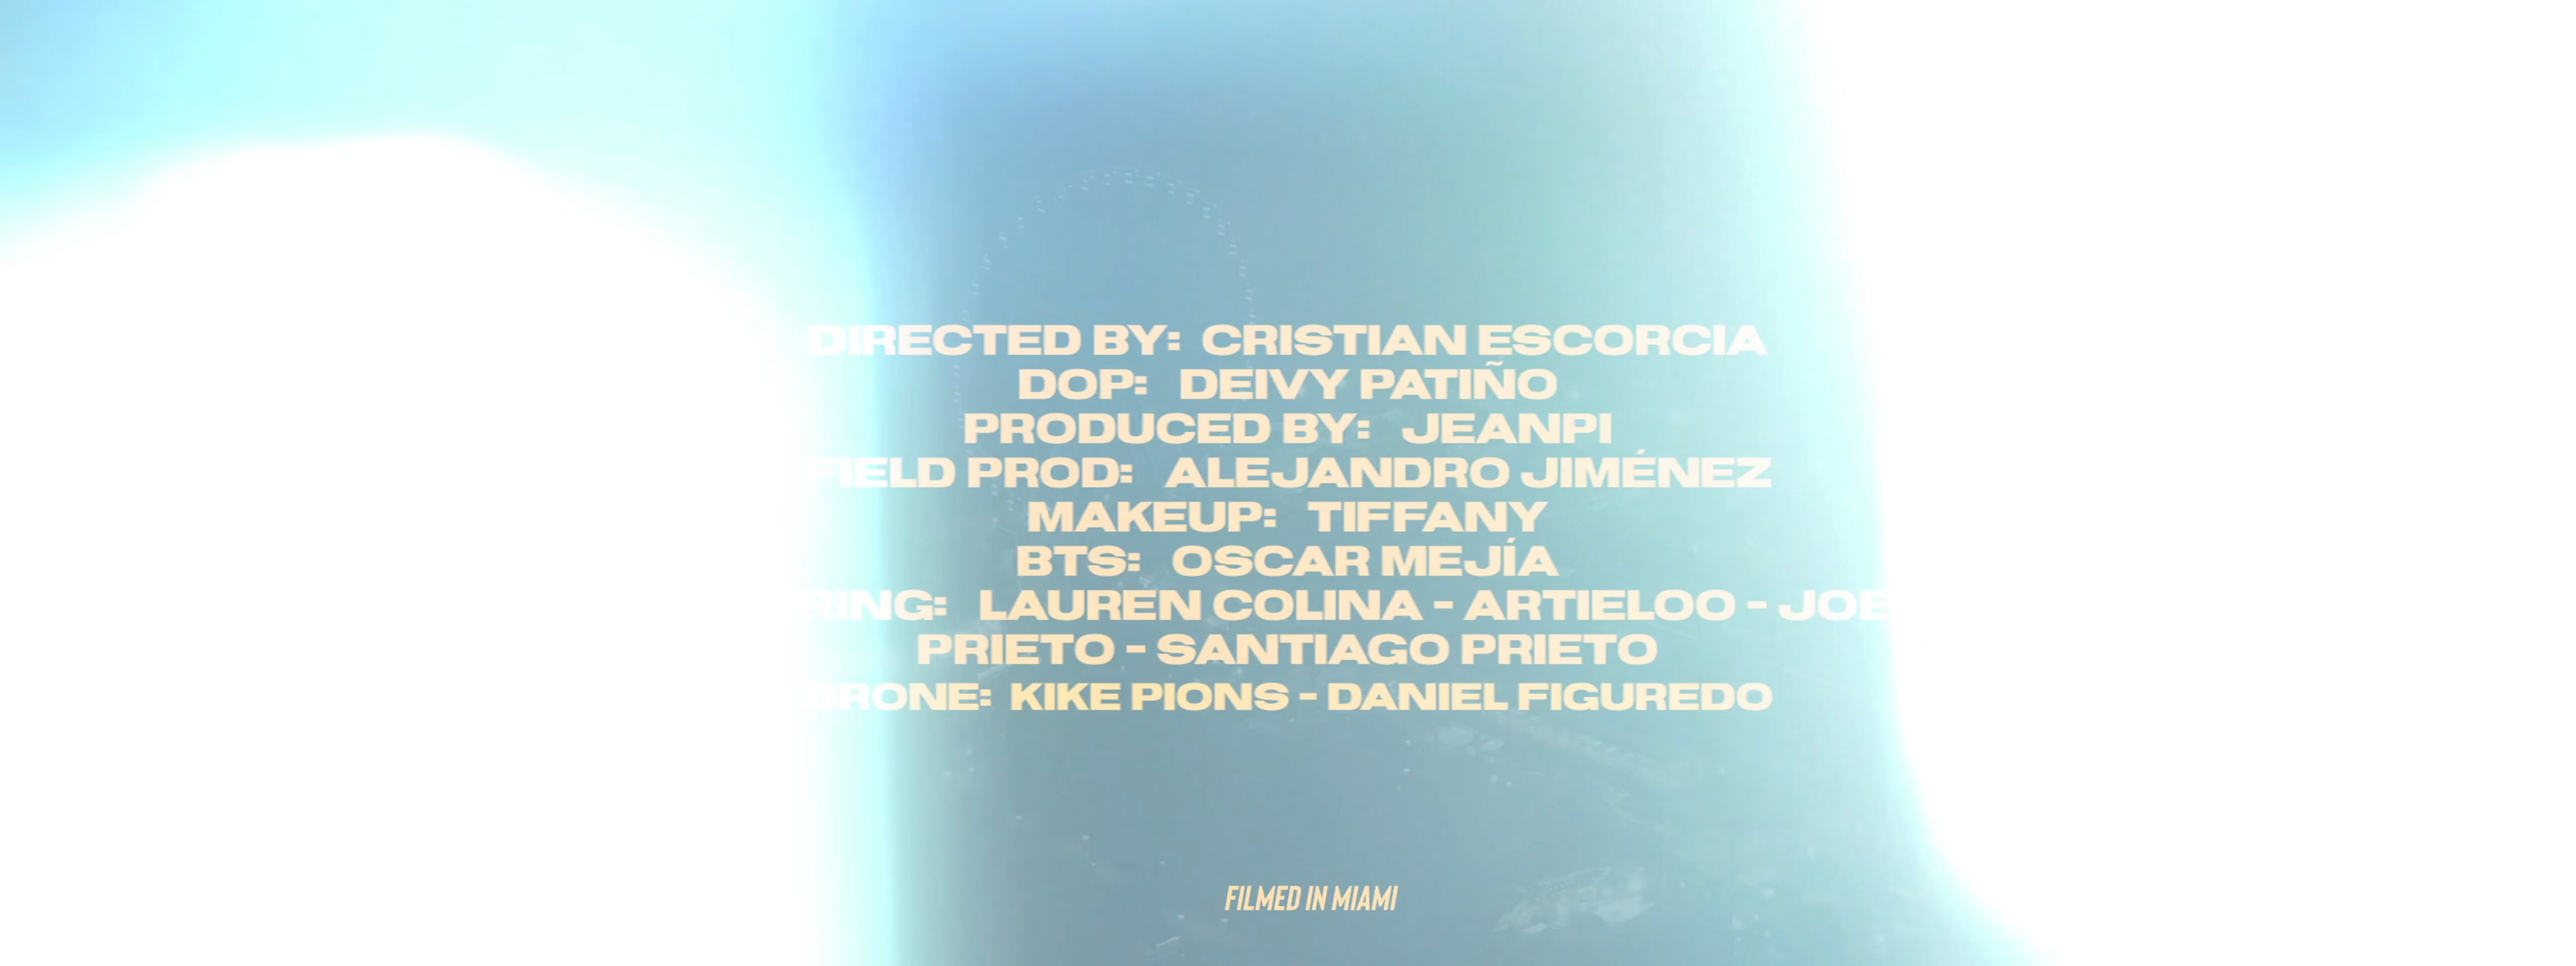 DIRECTED BY: CRISTIAN ESCORCIA
DOP: DEIVY PATIÑO
PRODUCED BY: JEANPI
FIELD PROD: ALEJANDRO JIMÉNEZ
MAKEUP: TIFFANY
BTS: OSCAR MEJÍA
LAUREN COLINA - ARTIELOO -
PRIETO - SANTIAGO PRIETO
DRONE: KIKE PIONS - DANIEL FIGUREDO
FILMED IN MIAMI